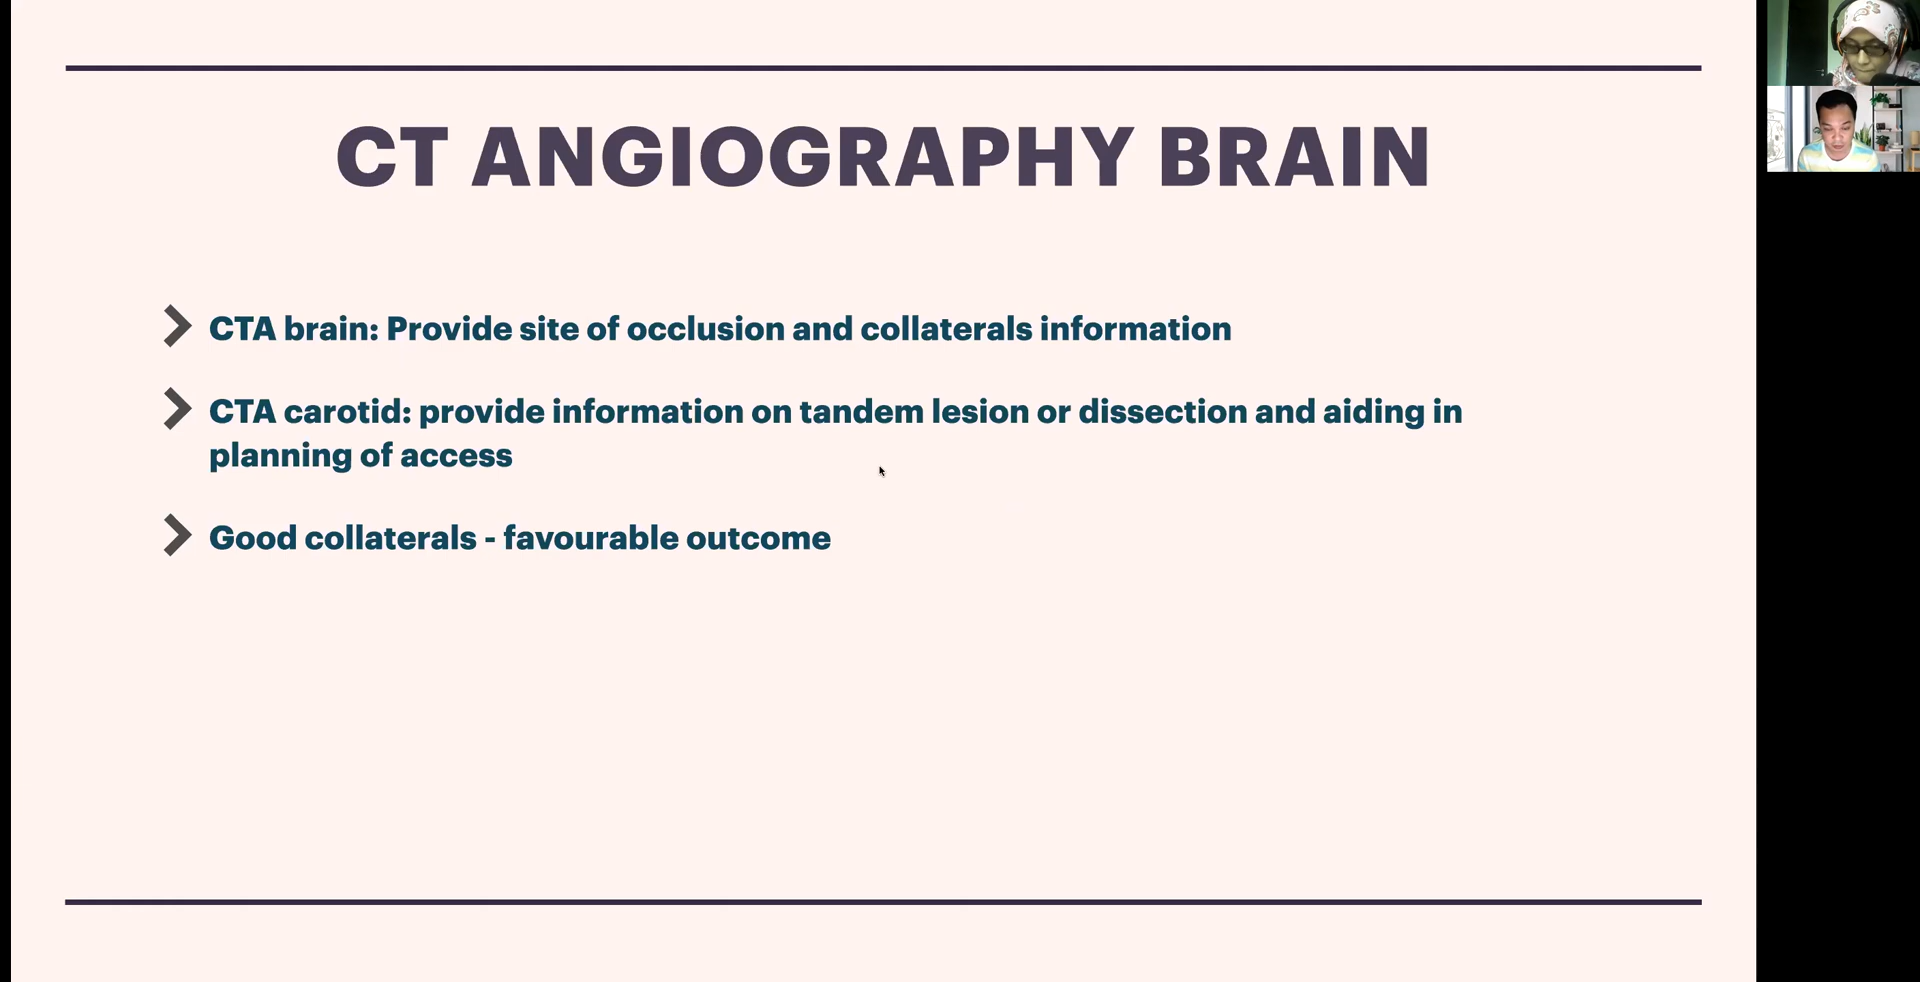 CT ANGIOGRAPHY BRAIN
CTA brain: Provide site of occlusion and collaterals information
CTA carotid: provide information on tandem lesion or dissection and aiding in
planning of access
Good collaterals - favourable outcome